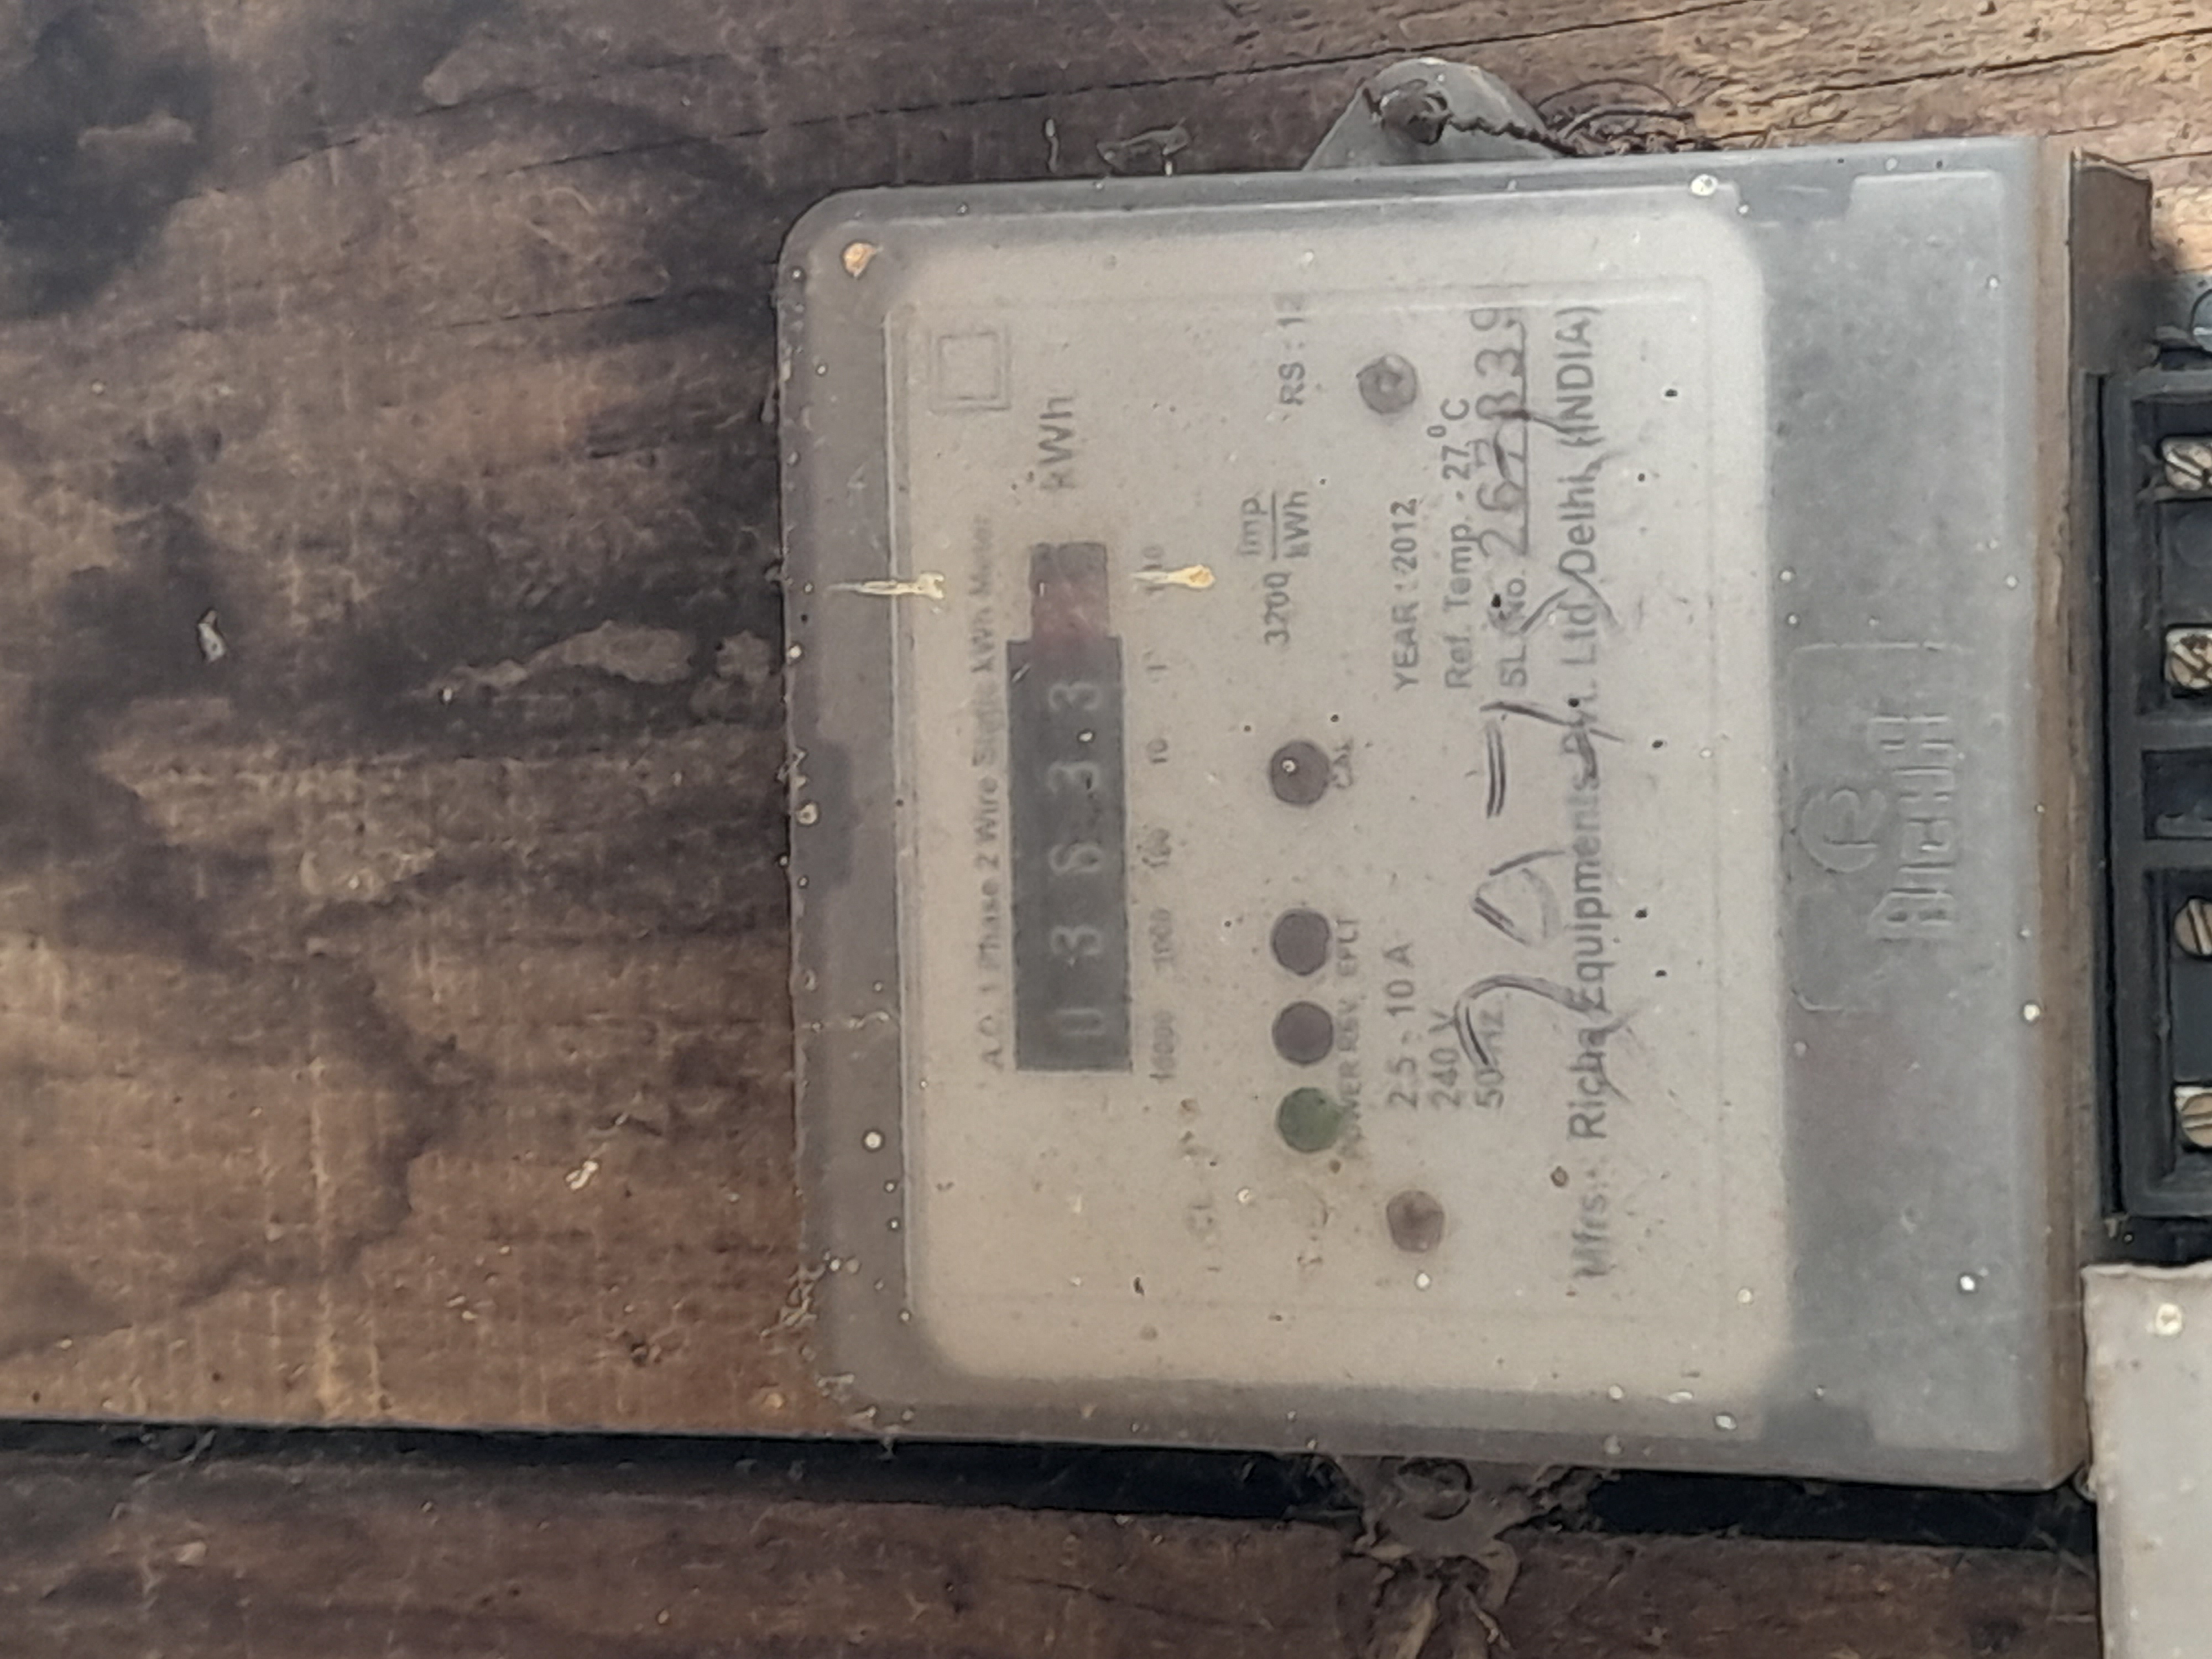 A.C. 1 Phase 2 Wire Static kWh Meter
0 3 6 3 3 kWh
10000 1000 100 10 1 1/10
3200 Imp/kWh RS : 12
POWER REV. EPLT CAL
2.5 - 10 A YEAR : 2012
240 V Ref. Temp. - 27°C
50 Hz. SL. No.
Mfrs: Richa Equipments Pvt. Ltd. Delhi, (INDIA)
RICHA